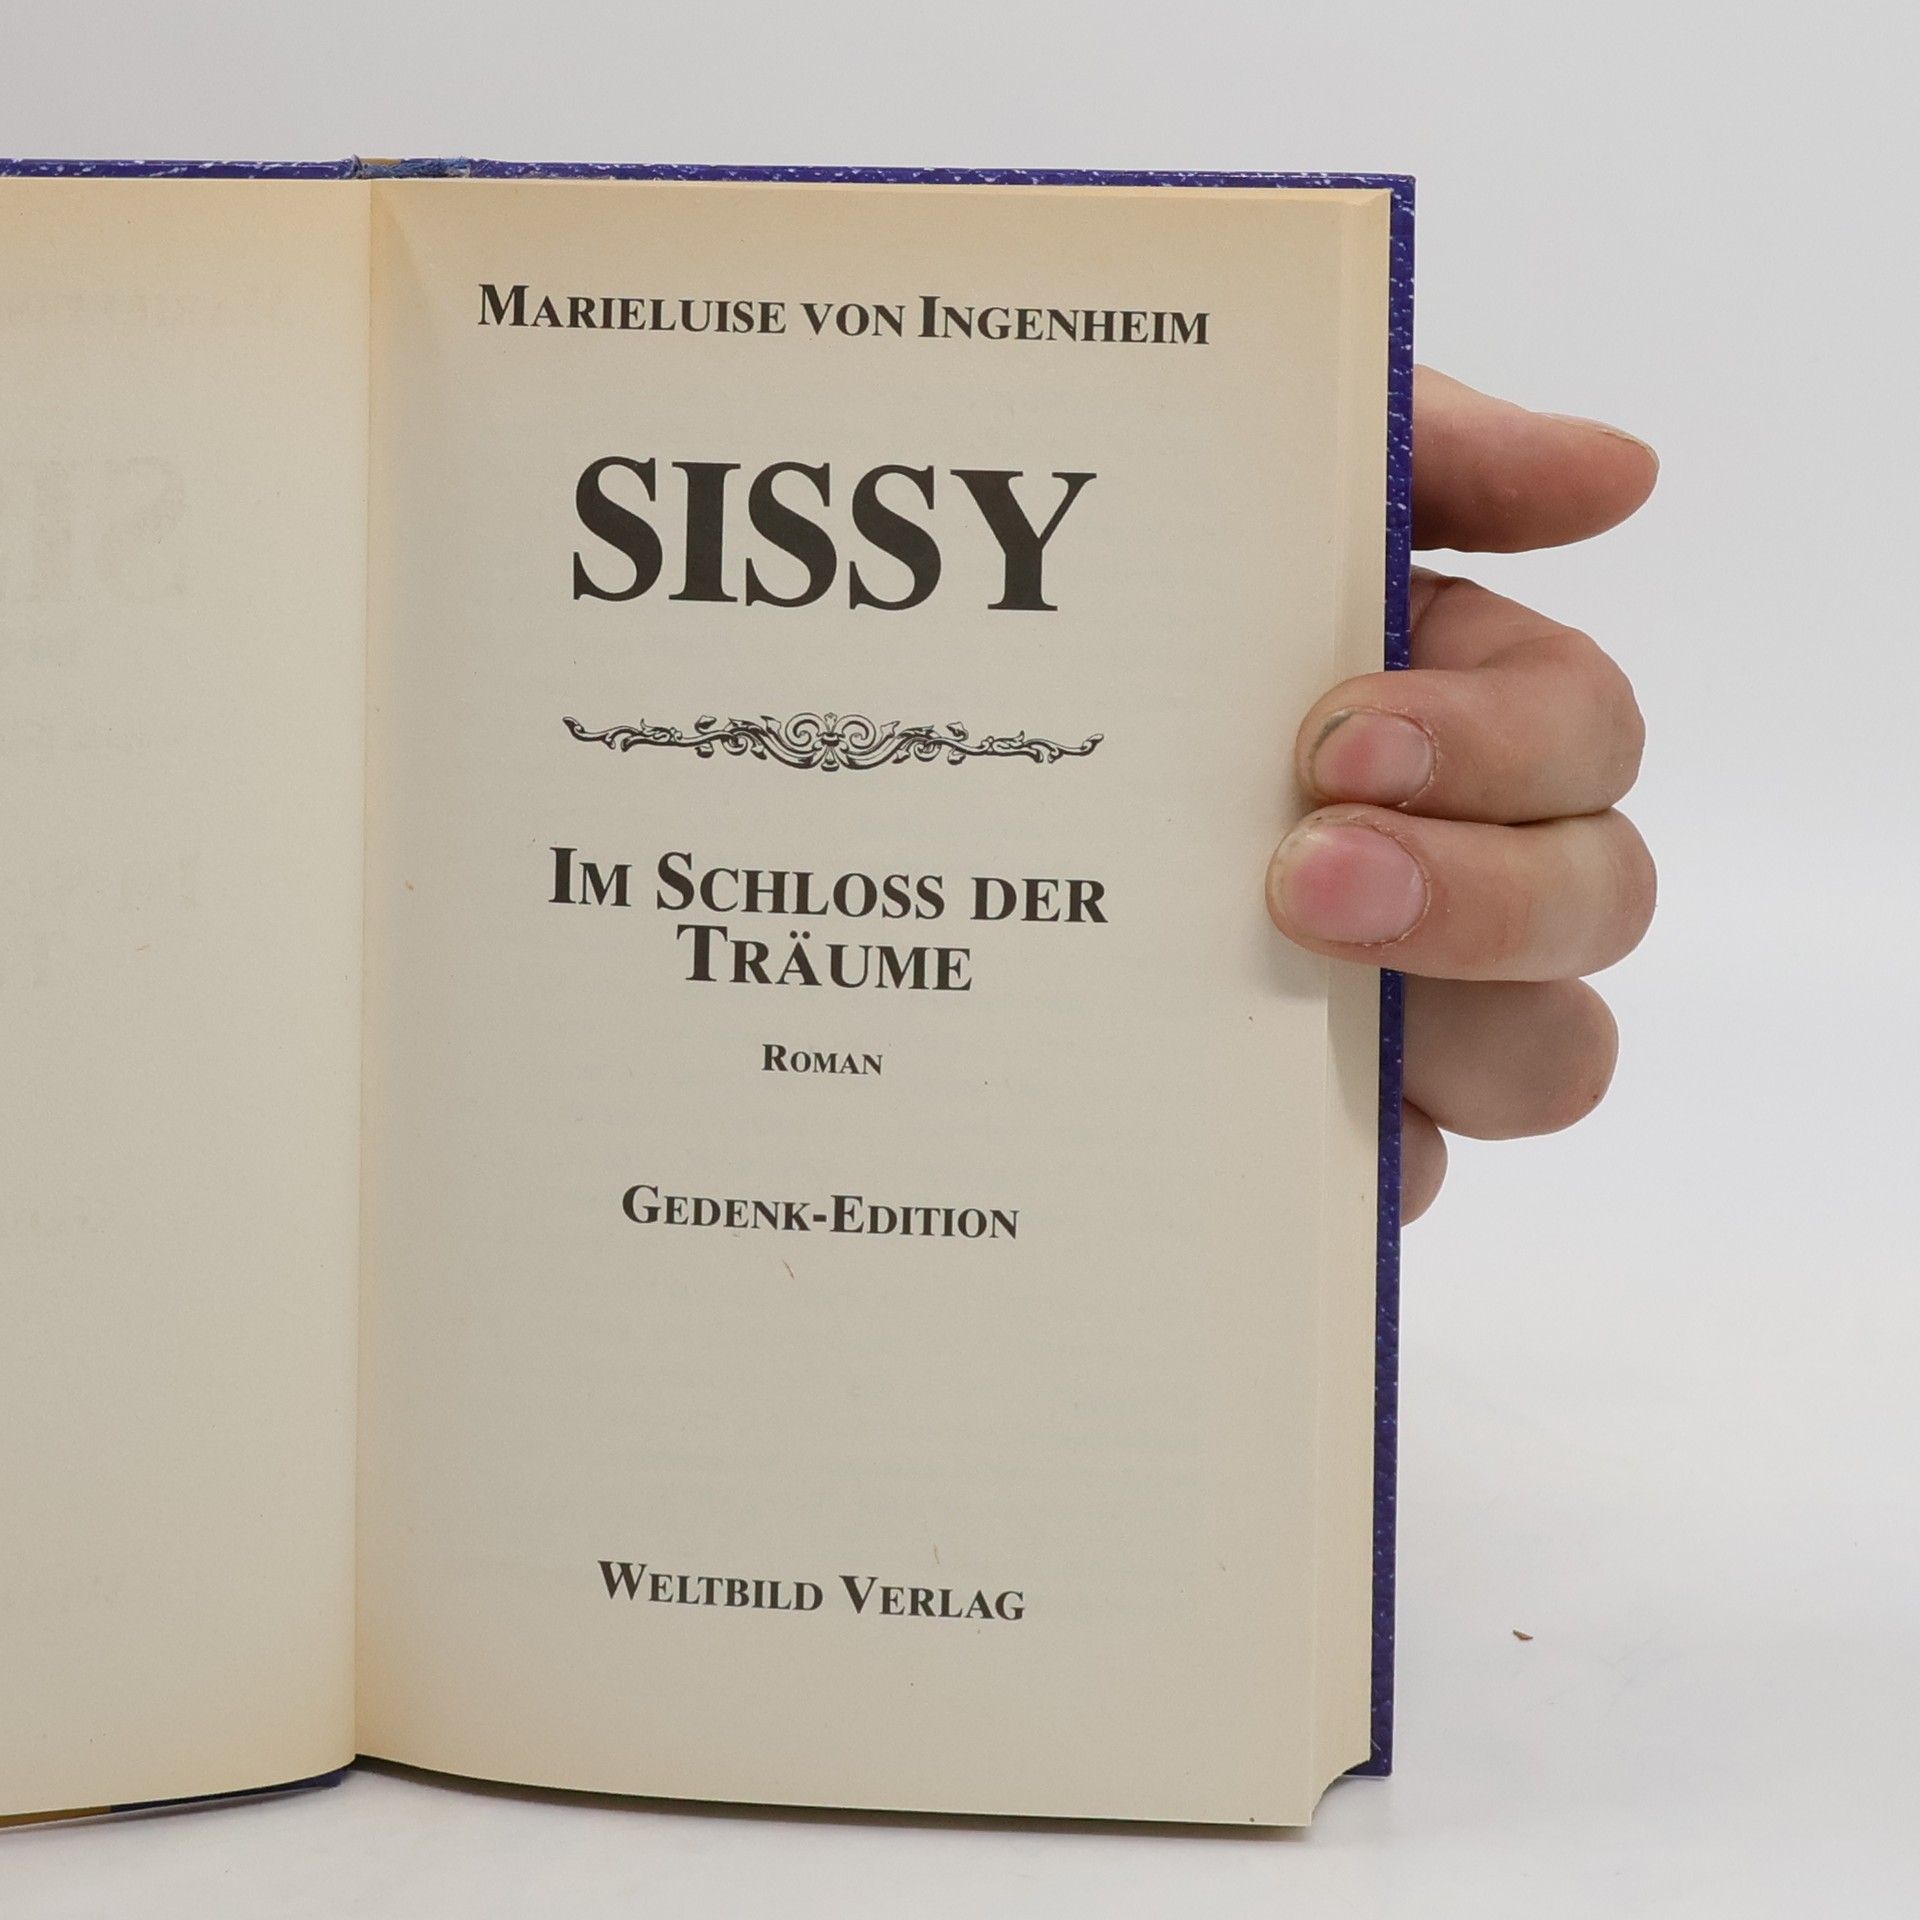 MARIELUISE VON INGENHEIM
SISSY
IM SCHLOSS DER
TRÄUME
ROMAN
GEDENK-EDITION
WELTBILD VERLAG